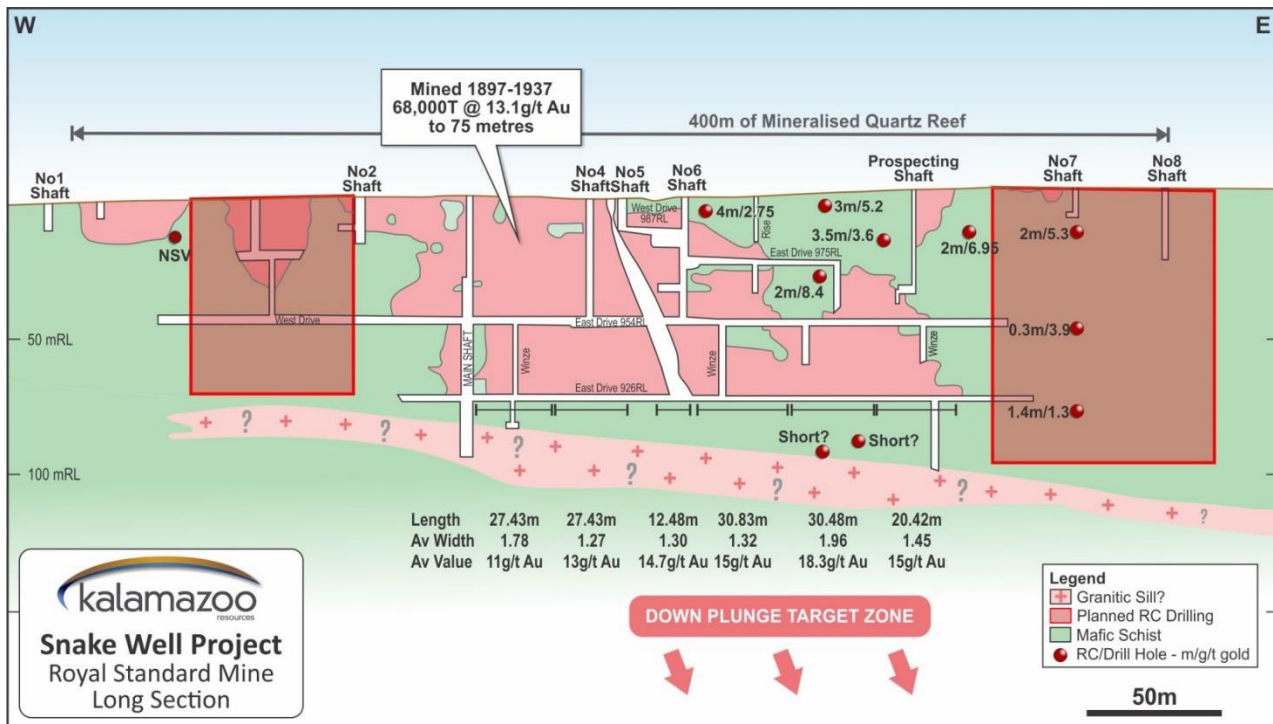 W
E
Mined 1897-1937
68,000T @ 13.1g/t Au
to 75 metres
400m of Mineralised Quartz Reef
No1
Shaft
No2
Shaft
No4
Shaft
No5
Shaft
No6
Shaft
Prospecting
Shaft
No7
Shaft
No8
Shaft
West Drive
987RL
4m/2.75
Rise
3m/5.2
3.5m/3.6
East Drive 975RL
2m/6.95
2m/5.3
NSV
2m/8.4
West Drive
East Drive 954RL
0.3m/3.9
50 mRL
MAIN SHAFT
Winze
Winze
Winze
East Drive 926RL
1.4m/1.3
Short?
Short?
? ? ? ? ? ? ?
100 mRL
Length 27.43m 27.43m 12.48m 30.83m 30.48m 20.42m
Av Width 1.78 1.27 1.30 1.32 1.96 1.45
Av Value 11g/t Au 13g/t Au 14.7g/t Au 15g/t Au 18.3g/t Au 15g/t Au
DOWN PLUNGE TARGET ZONE
kalamazoo
resources
Snake Well Project
Royal Standard Mine
Long Section
Legend
Granitic Sill?
Planned RC Drilling
Mafic Schist
RC/Drill Hole - m/g/t gold
50m